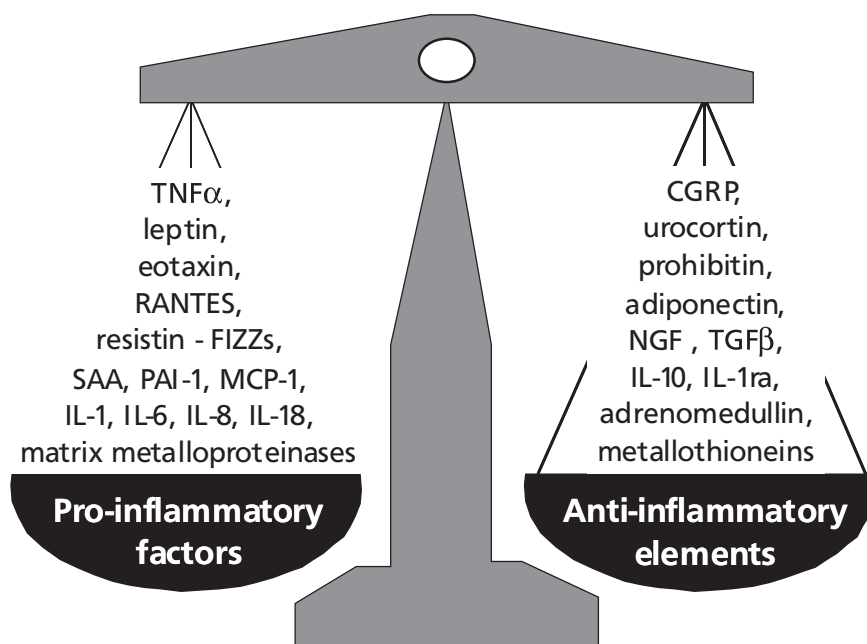 TNFα,
leptin,
eotaxin,
RANTES,
resistin - FIZZs,
SAA, PAI-1, MCP-1,
IL-1, IL-6, IL-8, IL-18,
matrix metalloproteinases
Pro-inflammatory
factors
CGRP,
urocortin,
prohibitin,
adiponectin,
NGF , TGFβ,
IL-10, IL-1ra,
adrenomedullin,
metallothioneins
Anti-inflammatory
elements